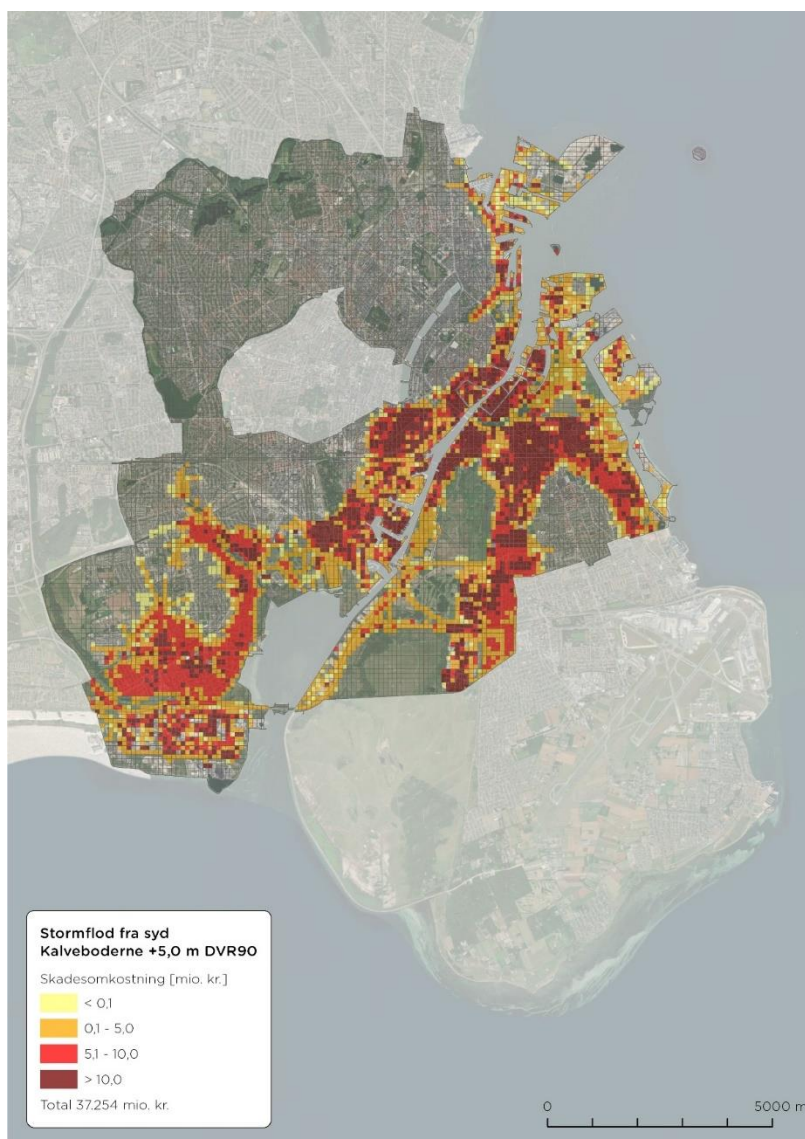 Stormflod fra syd
Kalveboderne +5,0 m DVR90
Skadesomkostning [mio. kr.]
< 0,1
0,1 - 5,0
5,1 - 10,0
> 10,0
Total 37.254 mio. kr.
0 5000 m